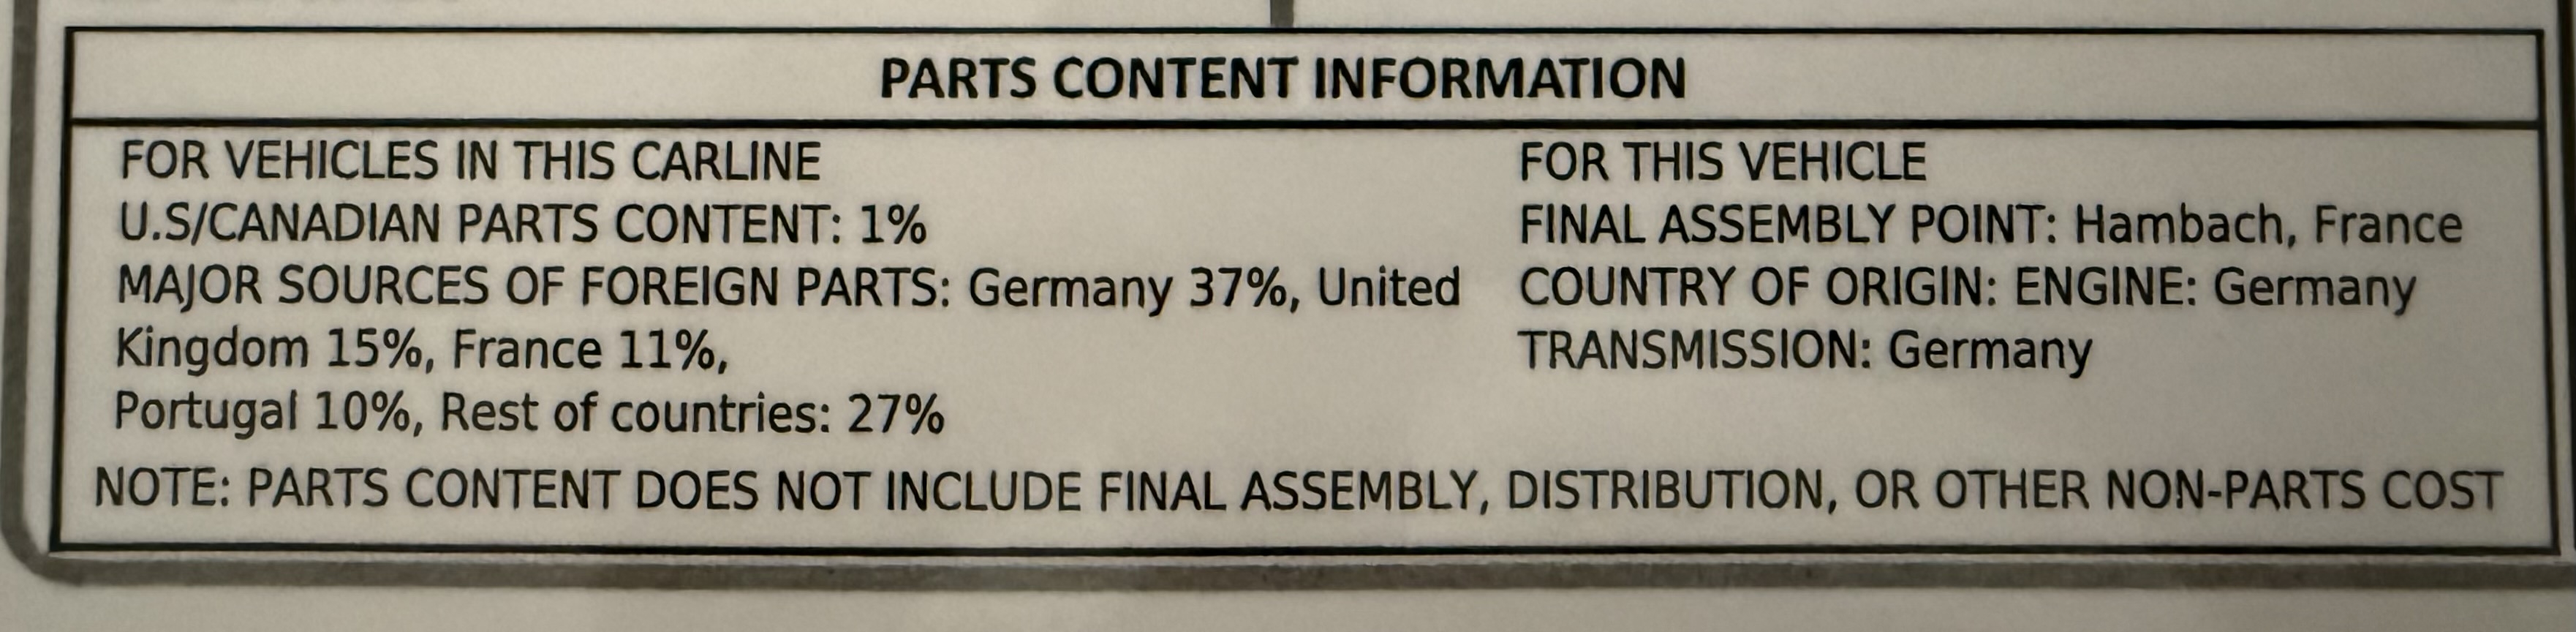 PARTS CONTENT INFORMATION
FOR VEHICLES IN THIS CARLINE
U.S/CANADIAN PARTS CONTENT: 1%
MAJOR SOURCES OF FOREIGN PARTS: Germany 37%, United
Kingdom 15%, France 11%,
Portugal 10%, Rest of countries: 27%
FOR THIS VEHICLE
FINAL ASSEMBLY POINT: Hambach, France
COUNTRY OF ORIGIN: ENGINE: Germany
TRANSMISSION: Germany
NOTE: PARTS CONTENT DOES NOT INCLUDE FINAL ASSEMBLY, DISTRIBUTION, OR OTHER NON-PARTS COST